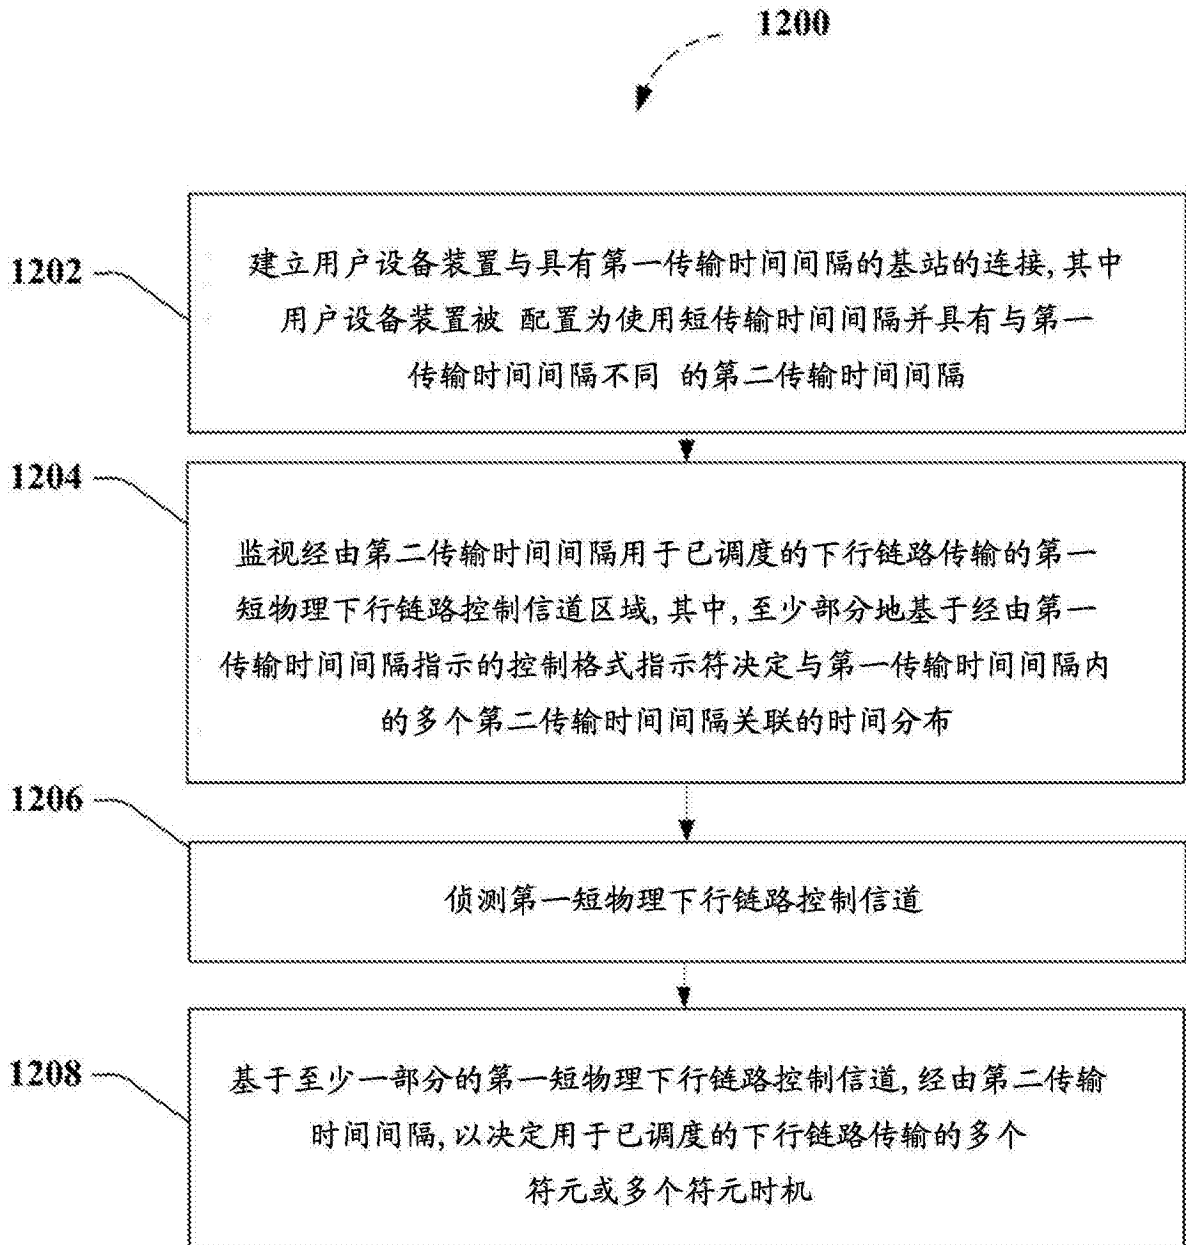 1200
1202
建立用户设备装置与具有第一传输时间间隔的基站的连接,其中
用户设备装置被 配置为使用短传输时间间隔并具有与第一
传输时间间隔不同 的第二传输时间间隔
1204
监视经由第二传输时间间隔用于已调度的下行链路传输的第一
短物理下行链路控制信道区域,其中,至少部分地基于经由第一
传输时间间隔指示的控制格式指示符决定与第一传输时间间隔内
的多个第二传输时间间隔关联的时间分布
1206
侦测第一短物理下行链路控制信道
1208
基于至少一部分的第一短物理下行链路控制信道,经由第二传输
时间间隔,以决定用于已调度的下行链路传输的多个
符元或多个符元时机